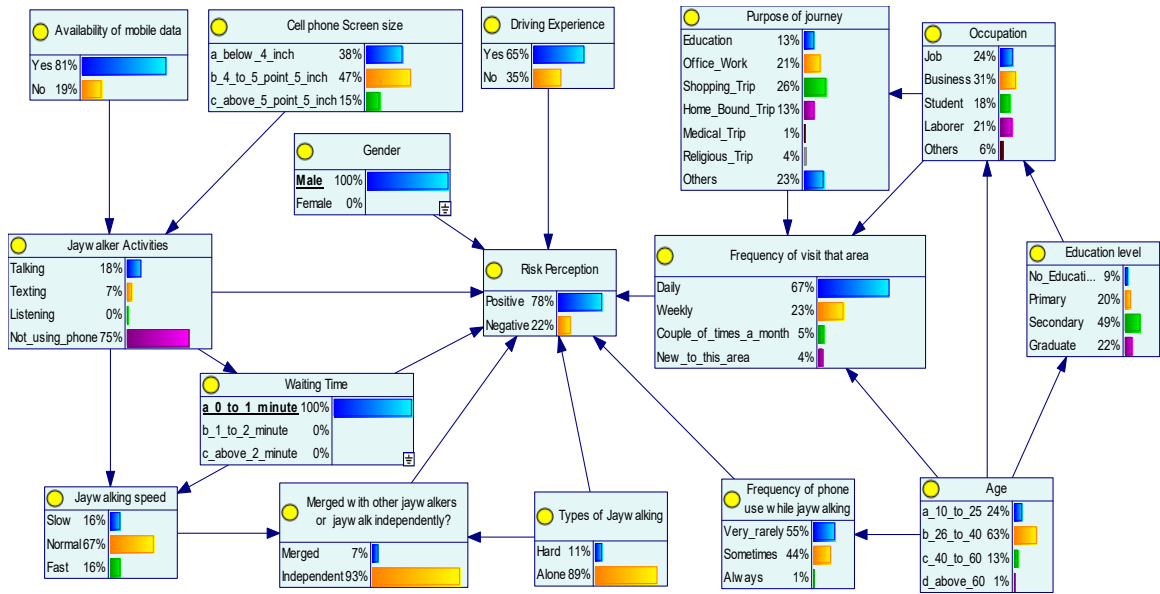 Availability of mobile data
Yes 81%
No 19%
Cell phone Screen size
a_below_4_inch 38%
b_4_to_5_point_5_inch 47%
c_above_5_point_5_inch 15%
Driving Experience
Yes 65%
No 35%
Purpose of journey
Education 13%
Office_Work 21%
Shopping_Trip 26%
Home_Bound_Trip 13%
Medical_Trip 1%
Religious_Trip 4%
Others 23%
Occupation
Job 24%
Business 31%
Student 18%
Laborer 21%
Others 6%
Gender
Male 100%
Female 0%
Jaywalker Activities
Talking 18%
Texting 7%
Listening 0%
Not_using_phone 75%
Risk Perception
Positive 78%
Negative 22%
Frequency of visit that area
Daily 67%
Weekly 23%
Couple_of_times_a_month 5%
New_to_this_area 4%
Education level
No_Educati... 9%
Primary 20%
Secondary 49%
Graduate 22%
Waiting Time
a_0_to_1_minute 100%
b_1_to_2_minute 0%
c_above_2_minute 0%
Jaywalking speed
Slow 16%
Normal 67%
Fast 16%
Merged with other jaywalkers
or jaywalk independently?
Merged 7%
Independent 93%
Types of Jaywalking
Hard 11%
Alone 89%
Frequency of phone
use while jaywalking
Very_rarely 55%
Sometimes 44%
Always 1%
Age
a_10_to_25 24%
b_26_to_40 63%
c_40_to_60 13%
d_above_60 1%